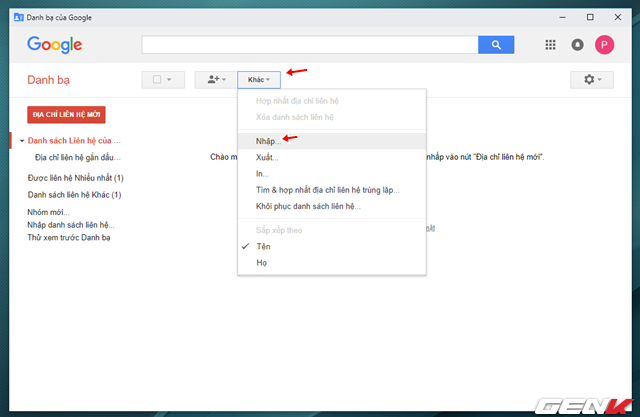 Danh bạ của Google
Google
P
Danh bạ
Khác
ĐỊA CHỈ LIÊN HỆ MỚI
Danh sách Liên hệ của ...
Địa chỉ liên hệ gần đầu...
Được liên hệ Nhiều nhất (1)
Danh sách liên hệ Khác (1)
Nhóm mới...
Nhập danh sách liên hệ...
Thử xem trước Danh bạ
Hợp nhất địa chỉ liên hệ
Xóa danh sách liên hệ
Nhập...
Xuất...
In...
Tìm & hợp nhất địa chỉ liên hệ trùng lặp...
Khôi phục danh sách liên hệ...
Sắp xếp theo
Tên
Họ
Chào m
nhấp vào nút "Địa chỉ liên hệ mới".
GENK